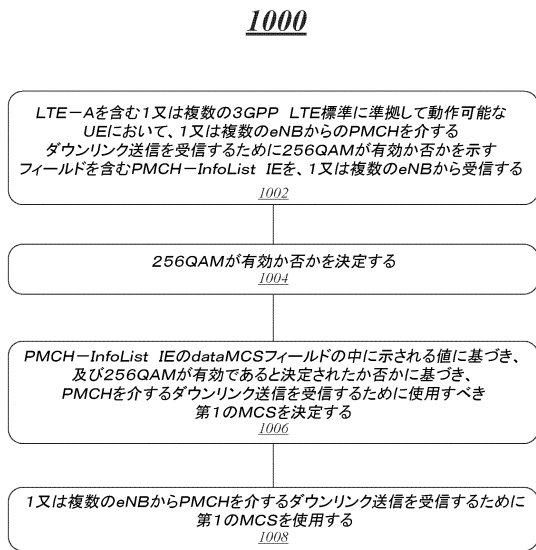 1000
LTE－Aを含む1又は複数の3GPP LTE標準に準拠して動作可能な
UEにおいて、1又は複数のeNBからのPMCHを介する
ダウンリンク送信を受信するために256QAMが有効か否かを示す
フィールドを含むPMCH－InfoList IEを、1又は複数のeNBから受信する
1002
256QAMが有効か否かを決定する
1004
PMCH－InfoList IEのdataMCSフィールドの中に示される値に基づき、
及び256QAMが有効であると決定されたか否かに基づき、
PMCHを介するダウンリンク送信を受信するために使用すべき
第1のMCSを決定する
1006
1又は複数のeNBからPMCHを介するダウンリンク送信を受信するために
第1のMCSを使用する
1008